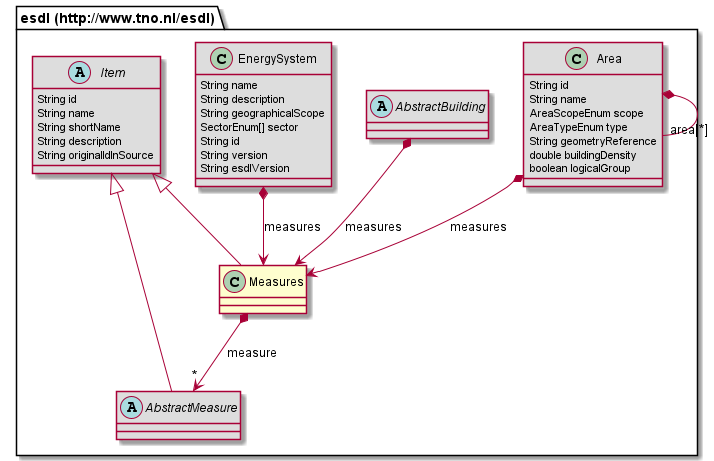 esdl (http://www.tno.nl/esdl)
A Item
String id
String name
String shortName
String description
String originalIdInSource
C EnergySystem
String name
String description
String geographicalScope
SectorEnum[] sector
String id
String version
String esdlVersion
A AbstractBuilding
C Area
String id
String name
AreaScopeEnum scope
AreaTypeEnum type
String geometryReference
double buildingDensity
boolean logicalGroup
area[*]
measures
measures
measures
C Measures
measure
*
A AbstractMeasure